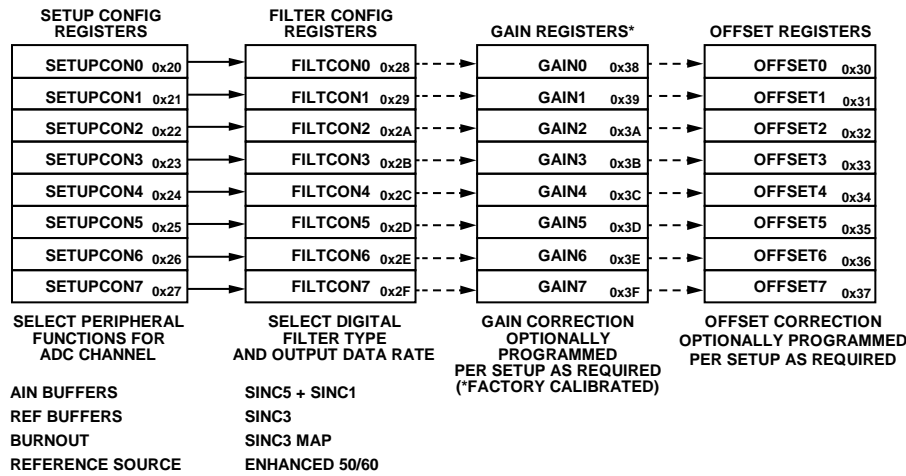 SETUP CONFIG
REGISTERS
FILTER CONFIG
REGISTERS
GAIN REGISTERS*
OFFSET REGISTERS
SETUPCON0 0x20
FILTCON0 0x28
GAIN0 0x38
OFFSET0 0x30
SETUPCON1 0x21
FILTCON1 0x29
GAIN1 0x39
OFFSET1 0x31
SETUPCON2 0x22
FILTCON2 0x2A
GAIN2 0x3A
OFFSET2 0x32
SETUPCON3 0x23
FILTCON3 0x2B
GAIN3 0x3B
OFFSET3 0x33
SETUPCON4 0x24
FILTCON4 0x2C
GAIN4 0x3C
OFFSET4 0x34
SETUPCON5 0x25
FILTCON5 0x2D
GAIN5 0x3D
OFFSET5 0x35
SETUPCON6 0x26
FILTCON6 0x2E
GAIN6 0x3E
OFFSET6 0x36
SETUPCON7 0x27
FILTCON7 0x2F
GAIN7 0x3F
OFFSET7 0x37
SELECT PERIPHERAL
FUNCTIONS FOR
ADC CHANNEL
SELECT DIGITAL
FILTER TYPE
AND OUTPUT DATA RATE
GAIN CORRECTION
OPTIONALLY
PROGRAMMED
PER SETUP AS REQUIRED
(*FACTORY CALIBRATED)
OFFSET CORRECTION
OPTIONALLY PROGRAMMED
PER SETUP AS REQUIRED
AIN BUFFERS
REF BUFFERS
BURNOUT
REFERENCE SOURCE
SINC5 + SINC1
SINC3
SINC3 MAP
ENHANCED 50/60